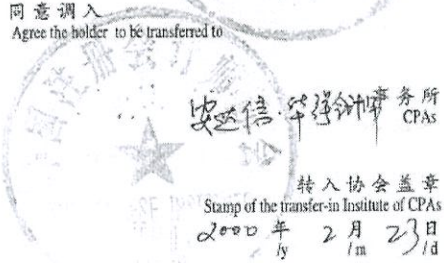 同意调入
Agree the holder to be transferred to
安达信·华强会计师事务所
CPAs
转入协会盖章
Stamp of the transfer-in Institute of CPAs
2000 年 2 月 23 日
/y /m /d